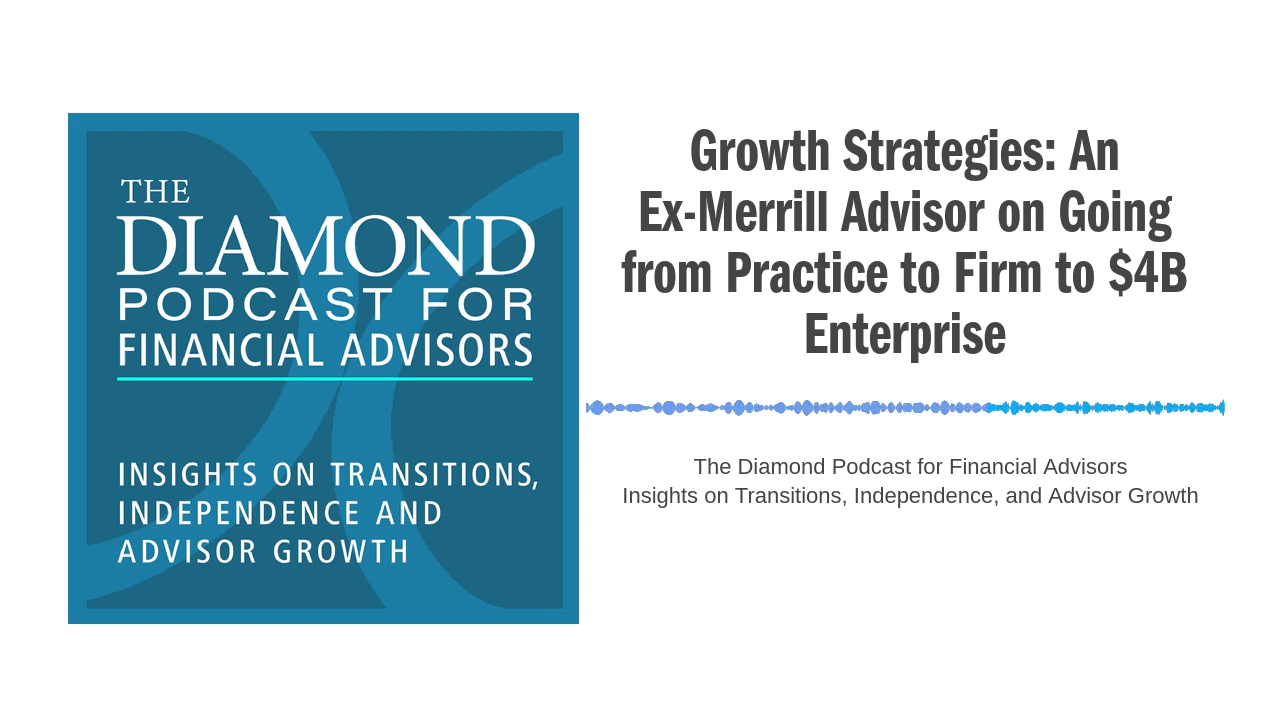 THE
DIAMOND
PODCAST FOR
FINANCIAL ADVISORS
INSIGHTS ON TRANSITIONS,
INDEPENDENCE AND
ADVISOR GROWTH
Growth Strategies: An
Ex-Merrill Advisor on Going
from Practice to Firm to $4B
Enterprise
The Diamond Podcast for Financial Advisors
Insights on Transitions, Independence, and Advisor Growth